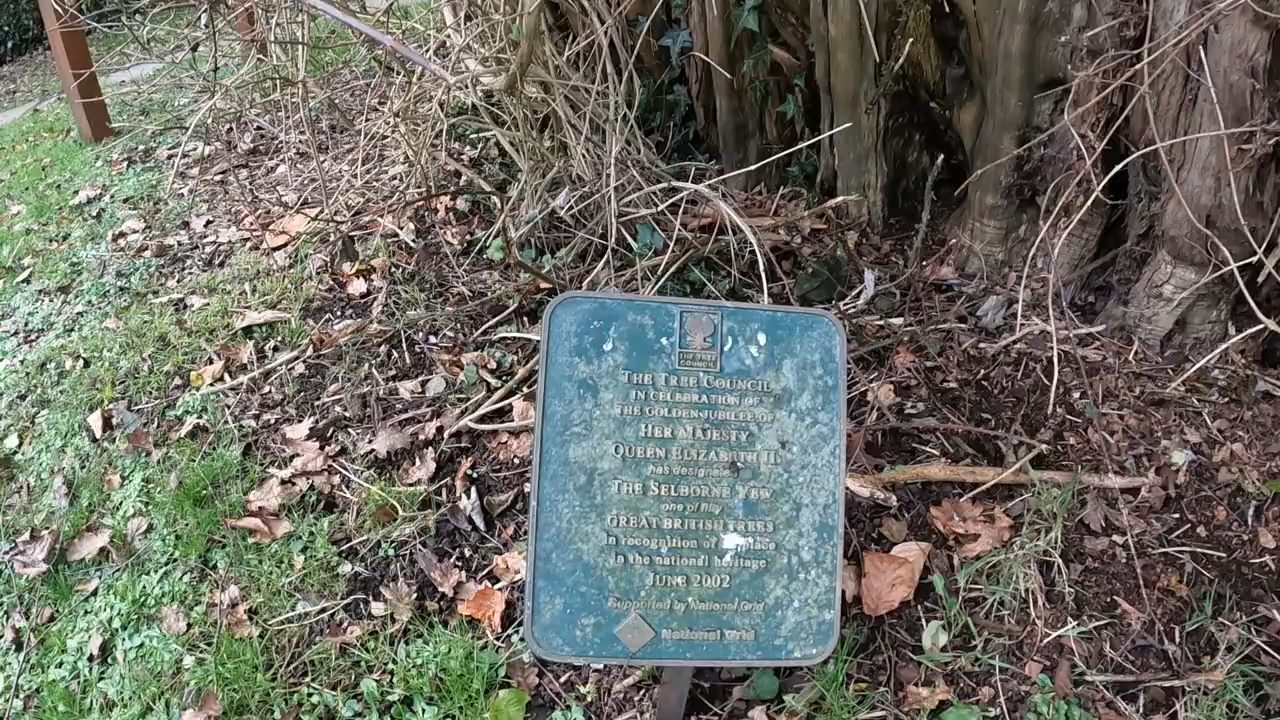 THE TREE
COUNCIL
THE TREE COUNCIL
IN CELEBRATION OF
THE GOLDEN JUBILEE OF
HER MAJESTY
QUEEN ELIZABETH II
has designated
THE SELBORNE YEW
one of fifty
GREAT BRITISH TREES
in recognition of place
in the national heritage
JUNE 2002
Supported by National Grid
National Grid